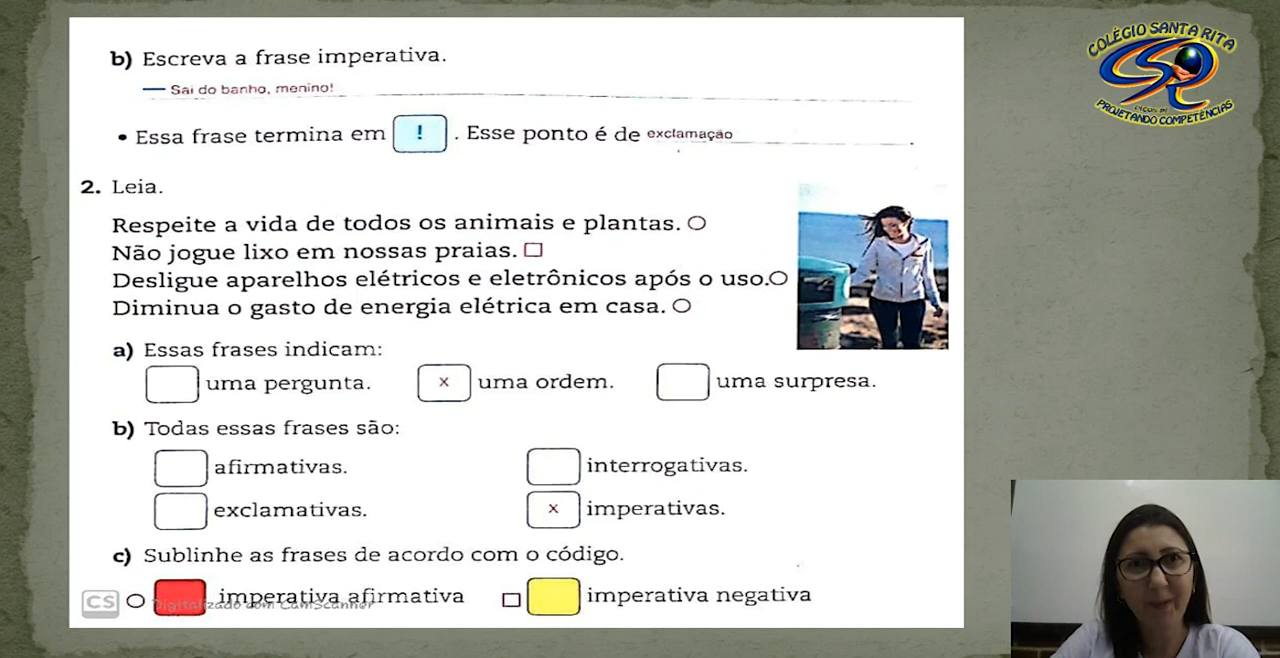 b) Escreva a frase imperativa.
— Sai do banho, menino!
• Essa frase termina em ! . Esse ponto é de exclamação .
2. Leia.
Respeite a vida de todos os animais e plantas.
Não jogue lixo em nossas praias.
Desligue aparelhos elétricos e eletrônicos após o uso.
Diminua o gasto de energia elétrica em casa.
a) Essas frases indicam:
uma pergunta. x uma ordem. uma surpresa.
b) Todas essas frases são:
afirmativas. interrogativas.
exclamativas. x imperativas.
c) Sublinhe as frases de acordo com o código.
imperativa afirmativa imperativa negativa
CS Digitalizado com CamScanner
COLÉGIO SANTA RITA
PROJETANDO COMPETÊNCIAS